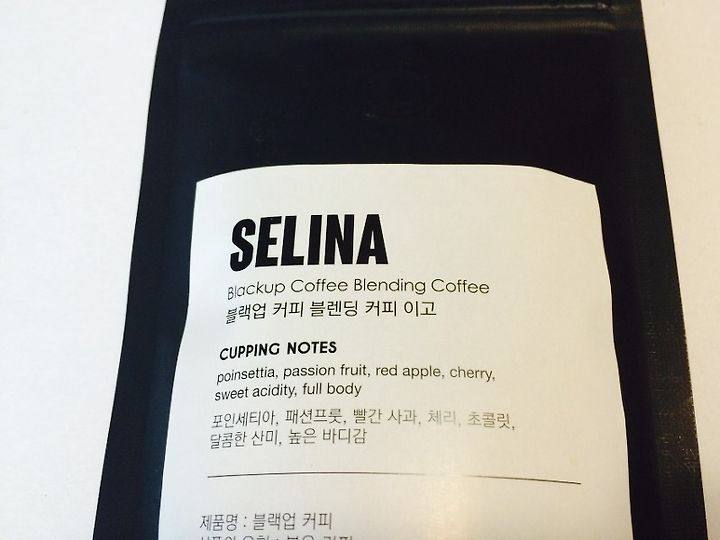 SELINA
Blackup Coffee Blending Coffee
블랙업 커피 블렌딩 커피 이고
CUPPING NOTES
poinsettia, passion fruit, red apple, cherry,
sweet acidity, full body
포인세티아, 패션프룻, 빨간 사과, 체리, 초콜릿,
달콤한 산미, 높은 바디감
제품명 : 블랙업 커피